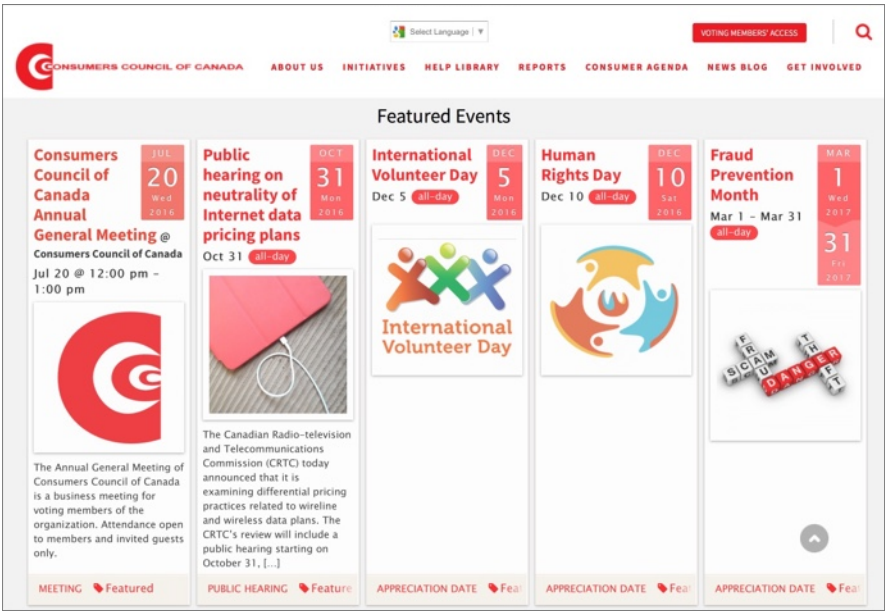 Select Language
VOTING MEMBERS' ACCESS
CONSUMERS COUNCIL OF CANADA
ABOUT US
INITIATIVES
HELP LIBRARY
REPORTS
CONSUMER AGENDA
NEWS BLOG
GET INVOLVED
Featured Events
Consumers
Council of
Canada
Annual
General Meeting @
Consumers Council of Canada
Jul 20 @ 12:00 pm –
1:00 pm
JUL
20
Wed
2016
The Annual General Meeting of
Consumers Council of Canada
is a business meeting for
voting members of the
organization. Attendance open
to members and invited guests
only.
MEETING Featured
Public
hearing on
neutrality of
Internet data
pricing plans
Oct 31 all-day
OCT
31
Mon
2016
The Canadian Radio-television
and Telecommunications
Commission (CRTC) today
announced that it is
examining differential pricing
practices related to wireline
and wireless data plans. The
CRTC's review will include a
public hearing starting on
October 31, [...]
PUBLIC HEARING Feature
International
Volunteer Day
Dec 5 all-day
DEC
5
Mon
2016
International
Volunteer Day
APPRECIATION DATE Fea
Human
Rights Day
Dec 10 all-day
DEC
10
Sat
2016
APPRECIATION DATE Fea
Fraud
Prevention
Month
Mar 1 – Mar 31
all-day
MAR
1
Wed
2017
31
Fri
2017
FRAUD
SCAM
DANGER
THEFT
APPRECIATION DATE Fea